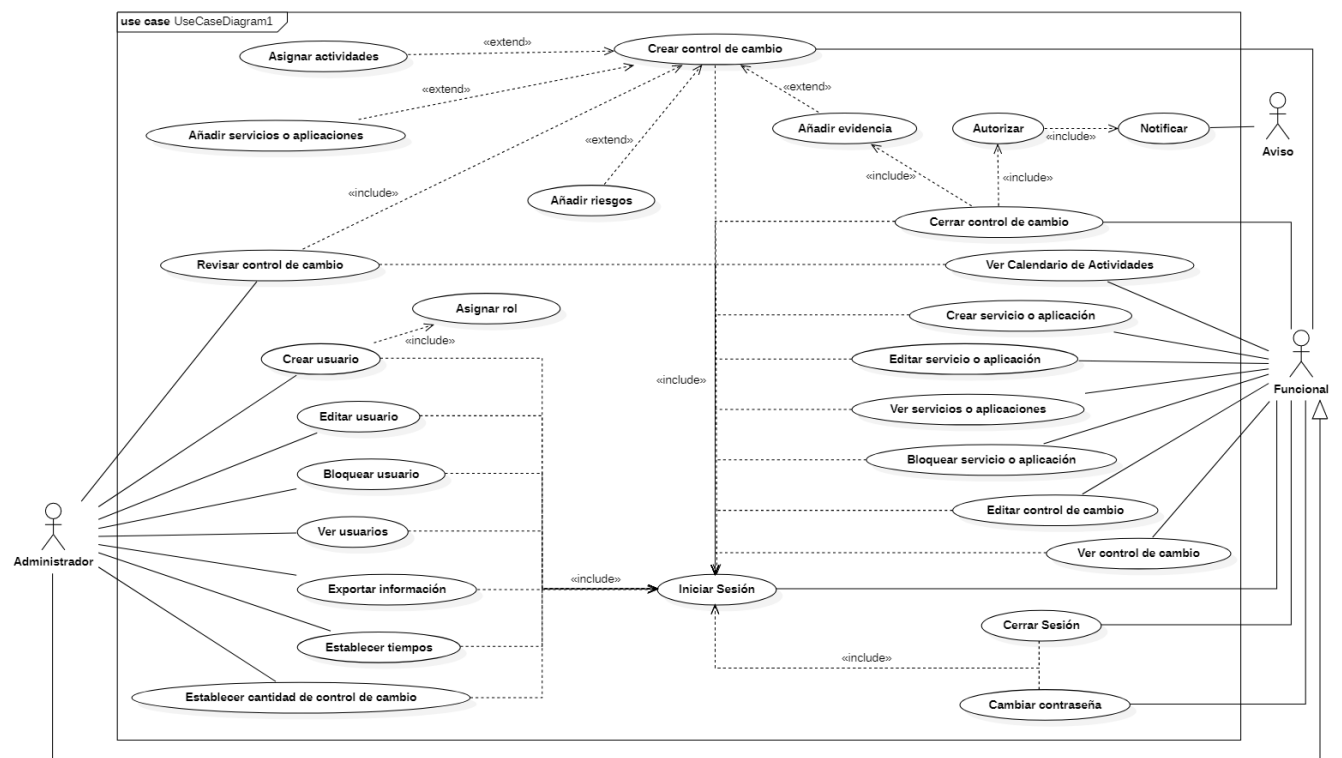 use case UseCaseDiagram1
Asignar actividades
«extend»
Crear control de cambio
«extend»
«extend»
Añadir servicios o aplicaciones
«extend»
Añadir evidencia
Autorizar
«include»
Notificar
Aviso
«include»
Añadir riesgos
«include»
«include»
Cerrar control de cambio
Revisar control de cambio
Ver Calendario de Actividades
Asignar rol
«include»
Crear servicio o aplicación
Crear usuario
Editar servicio o aplicación
«include»
Funcional
Editar usuario
Ver servicios o aplicaciones
Bloquear usuario
Bloquear servicio o aplicación
Editar control de cambio
Ver usuarios
Administrador
Ver control de cambio
Exportar información
«include»
Iniciar Sesión
Cerrar Sesión
Establecer tiempos
«include»
Establecer cantidad de control de cambio
Cambiar contraseña